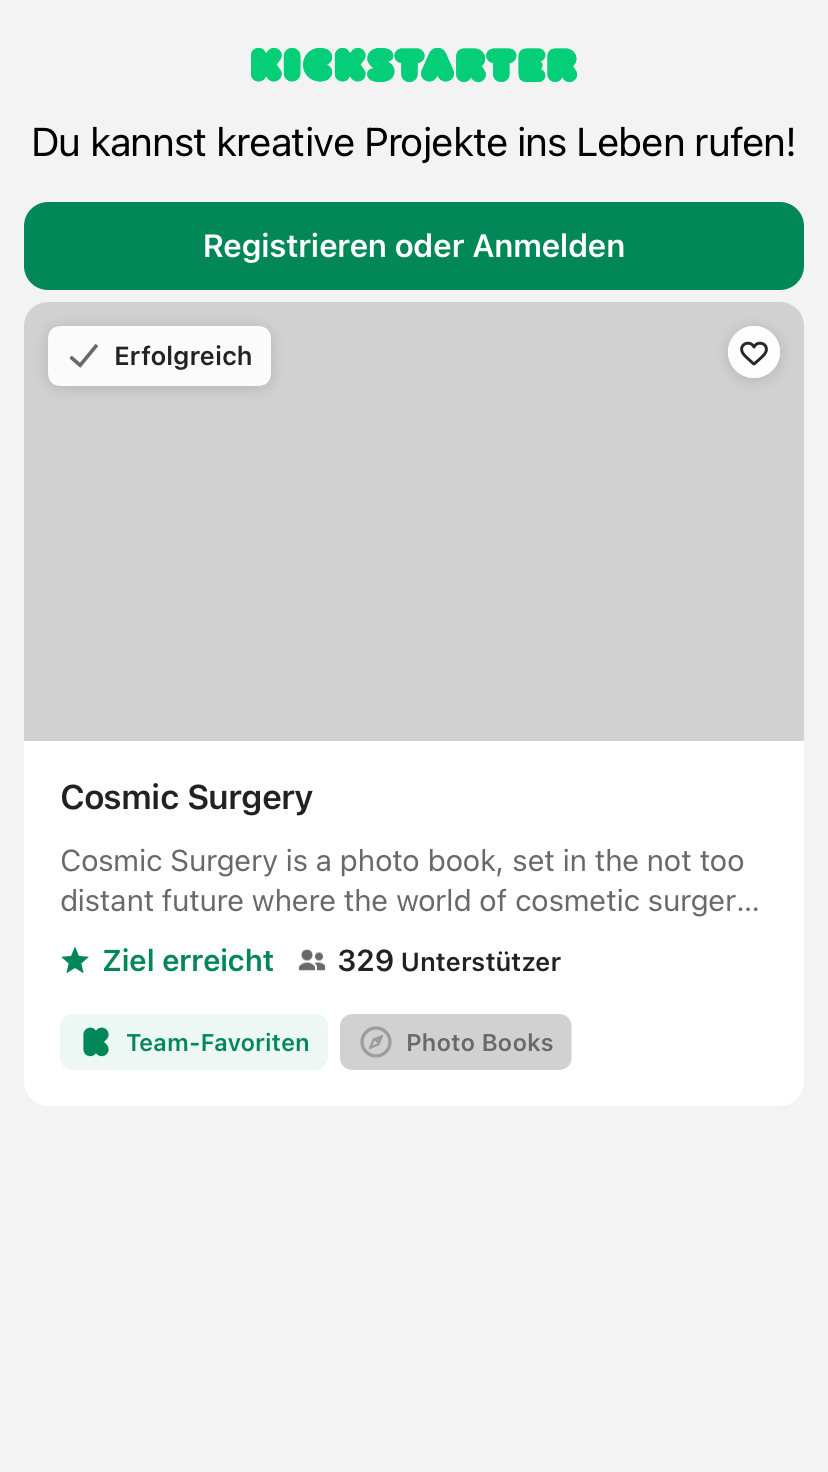 KICKSTARTER
Du kannst kreative Projekte ins Leben rufen!
Registrieren oder Anmelden
Erfolgreich
Cosmic Surgery
Cosmic Surgery is a photo book, set in the not too
distant future where the world of cosmetic surger...
Ziel erreicht 329 Unterstützer
Team-Favoriten Photo Books